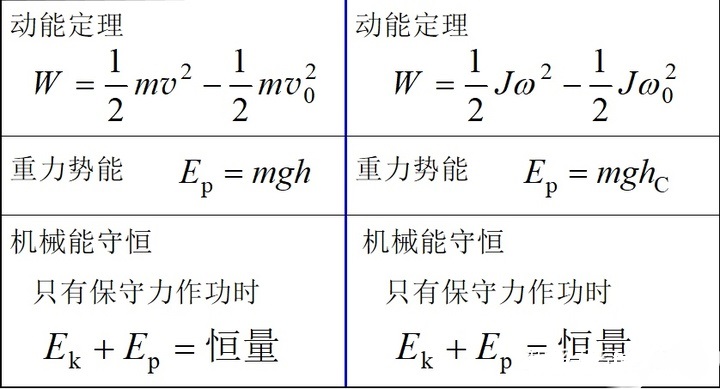 动能定理
W = \frac{1}{2} mv^2 - \frac{1}{2} mv_0^2
重力势能 E_p = mgh
机械能守恒
只有保守力作功时
E_k + E_p = 恒量
动能定理
W = \frac{1}{2} Jω^2 - \frac{1}{2} Jω_0^2
重力势能 E_p = mgh_C
机械能守恒
只有保守力作功时
E_k + E_p = 恒量